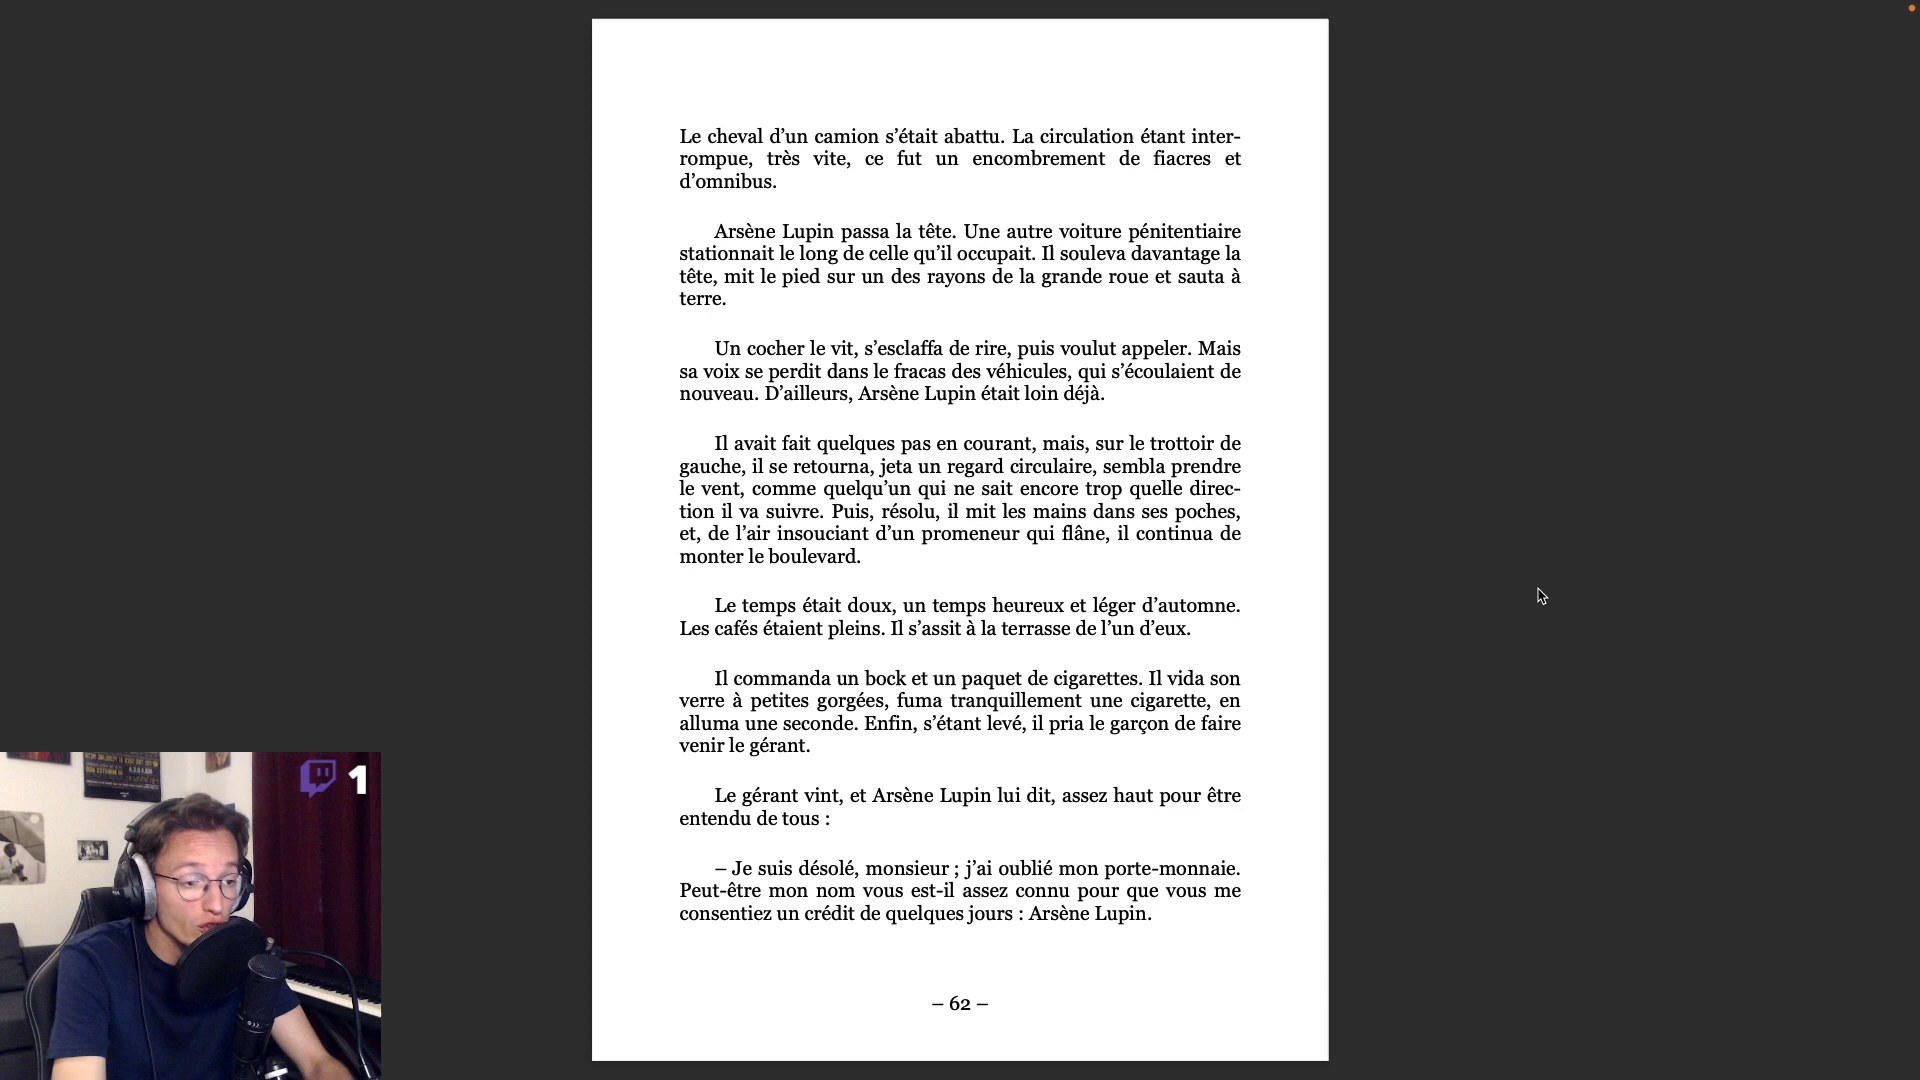 Le cheval d’un camion s’était abattu. La circulation étant inter-
rompue, très vite, ce fut un encombrement de fiacres et
d’omnibus.
Arsène Lupin passa la tête. Une autre voiture pénitentiaire
stationnait le long de celle qu’il occupait. Il souleva davantage la
tête, mit le pied sur un des rayons de la grande roue et sauta à
terre.
Un cocher le vit, s’esclaffa de rire, puis voulut appeler. Mais
sa voix se perdit dans le fracas des véhicules, qui s’écoulaient de
nouveau. D’ailleurs, Arsène Lupin était loin déjà.
Il avait fait quelques pas en courant, mais, sur le trottoir de
gauche, il se retourna, jeta un regard circulaire, sembla prendre
le vent, comme quelqu’un qui ne sait encore trop quelle direc-
tion il va suivre. Puis, résolu, il mit les mains dans ses poches,
et, de l’air insouciant d’un promeneur qui flâne, il continua de
monter le boulevard.
Le temps était doux, un temps heureux et léger d’automne.
Les cafés étaient pleins. Il s’assit à la terrasse de l’un d’eux.
Il commanda un bock et un paquet de cigarettes. Il vida son
verre à petites gorgées, fuma tranquillement une cigarette, en
alluma une seconde. Enfin, s’étant levé, il pria le garçon de faire
venir le gérant.
Le gérant vint, et Arsène Lupin lui dit, assez haut pour être
entendu de tous :
– Je suis désolé, monsieur ; j’ai oublié mon porte-monnaie.
Peut-être mon nom vous est-il assez connu pour que vous me
consentiez un crédit de quelques jours : Arsène Lupin.
– 62 –
1